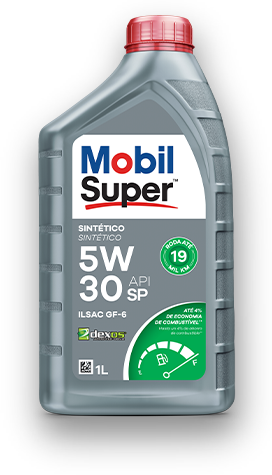 Mobil
Super™
SINTÉTICO
SINTÉTICO
5W
30 API
SP
ILSAC GF-6
RODA ATÉ
19
MIL KM
ATÉ 4%
DE ECONOMIA
DE COMBUSTÍVEL
dexos
1L
F